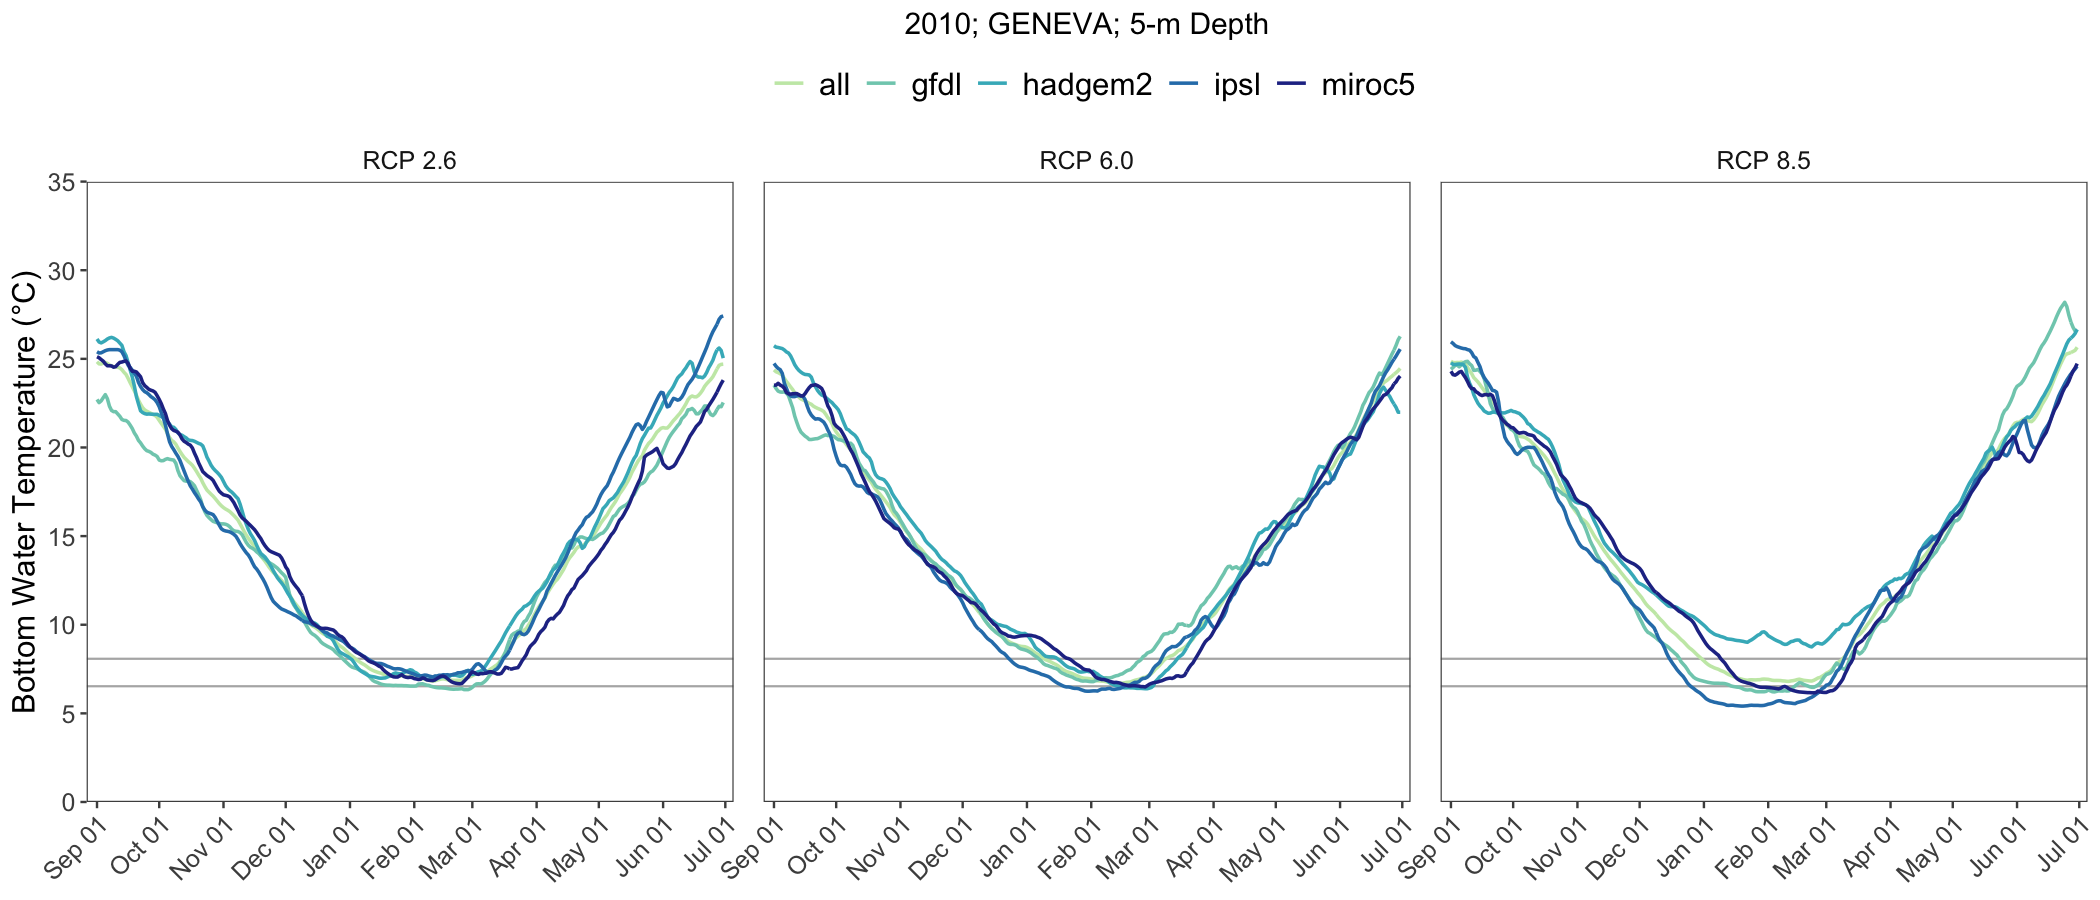 2010; GENEVA; 5-m Depth
all gfdl hadgem2 ipsl miroc5
RCP 2.6 RCP 6.0 RCP 8.5
Bottom Water Temperature (°C)
35
30
25
20
15
10
5
0
Sep 01 Oct 01 Nov 01 Dec 01 Jan 01 Feb 01 Mar 01 Apr 01 May 01 Jun 01 Jul 01 Sep 01 Oct 01 Nov 01 Dec 01 Jan 01 Feb 01 Mar 01 Apr 01 May 01 Jun 01 Jul 01 Sep 01 Oct 01 Nov 01 Dec 01 Jan 01 Feb 01 Mar 01 Apr 01 May 01 Jun 01 Jul 01